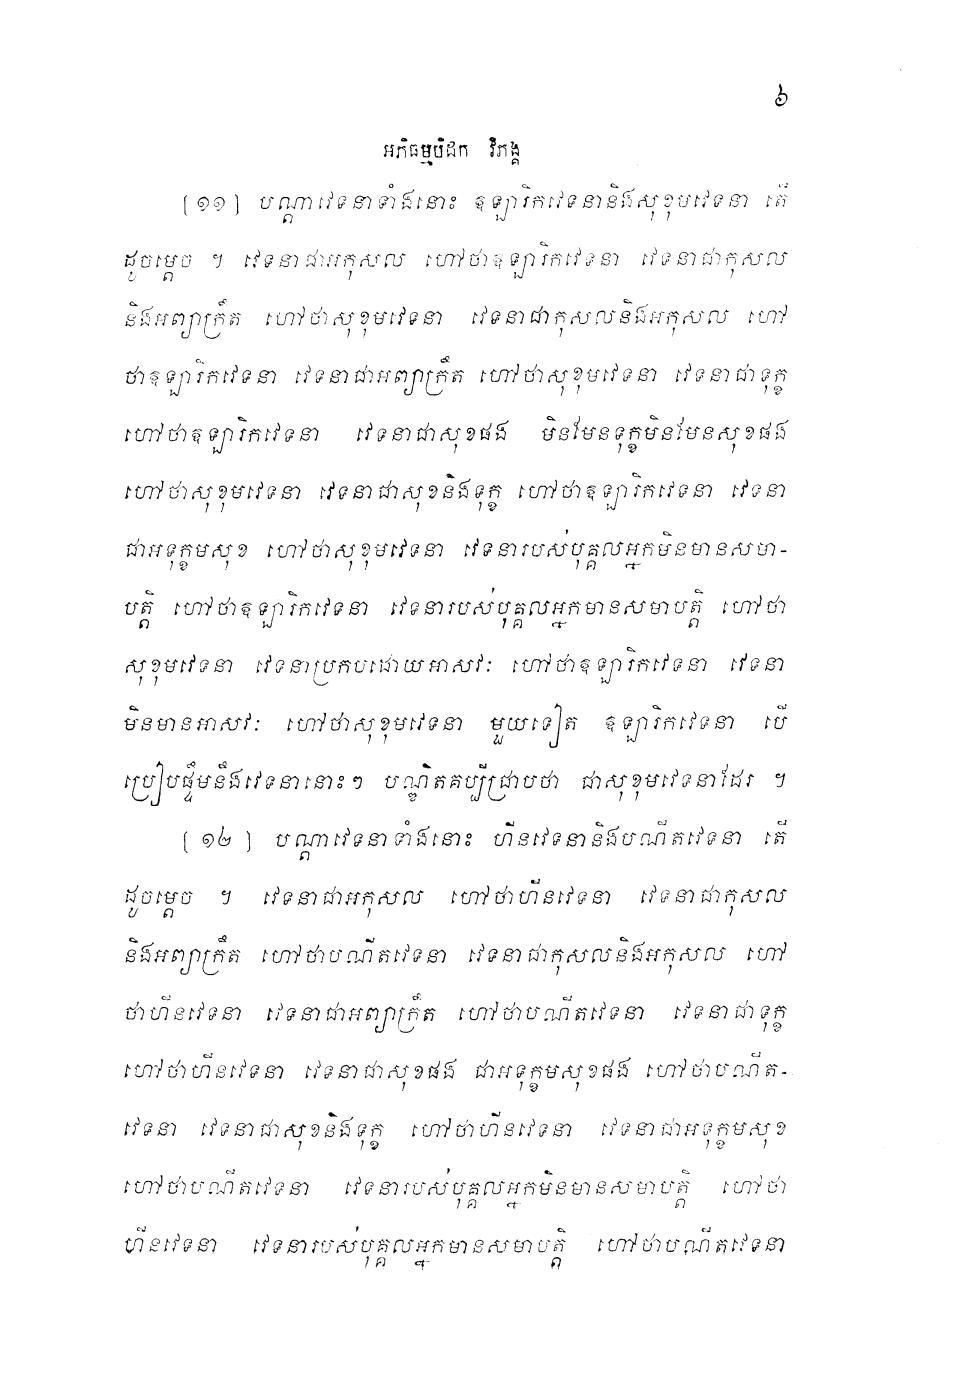 ៦
អភិធម្មបិដក វិភង្គ
[១១] បណ្តាវេទនាទាំងនោះ ឱឡារិកវេទនានិងសុខុមវេទនា តើ
ដូចម្តេច ។ វេទនាជាអកុសល ហៅថាឱឡារិកវេទនា វេទនាជាកុសល
និងអព្យាក្រឹត ហៅថាសុខុមវេទនា វេទនាជាកុសលនិងអកុសល ហៅ
ថាឱឡារិកវេទនា វេទនាជាអព្យាក្រឹត ហៅថាសុខុមវេទនា វេទនាជាទុក្ខ
ហៅថាឱឡារិកវេទនា វេទនាជាសុខផង មិនមែនទុក្ខមិនមែនសុខផង
ហៅថាសុខុមវេទនា វេទនាជាសុខនិងទុក្ខ ហៅថាឱឡារិកវេទនា វេទនា
ជាអទុក្ខមសុខ ហៅថាសុខុមវេទនា វេទនារបស់បុគ្គលអ្នកមិនមានសមា-
បត្តិ ហៅថាឱឡារិកវេទនា វេទនារបស់បុគ្គលអ្នកមានសមាបត្តិ ហៅថា
សុខុមវេទនា វេទនាប្រកបដោយអាសវៈ ហៅថាឱឡារិកវេទនា វេទនា
មិនមានអាសវៈ ហៅថាសុខុមវេទនា មួយទៀត ឱឡារិកវេទនា បើ
ប្រៀបផ្ទឹមនឹងវេទនានោះៗ បណ្ឌិតគប្បីជ្រាបថា ជាសុខុមវេទនាដែរ ។
[១២] បណ្តាវេទនាទាំងនោះ ហីនវេទនានិងបណីតវេទនា តើ
ដូចម្តេច ។ វេទនាជាអកុសល ហៅថាហីនវេទនា វេទនាជាកុសល
និងអព្យាក្រឹត ហៅថាបណីតវេទនា វេទនាជាកុសលនិងអកុសល ហៅ
ថាហីនវេទនា វេទនាជាអព្យាក្រឹត ហៅថាបណីតវេទនា វេទនាជាទុក្ខ
ហៅថាហីនវេទនា វេទនាជាសុខផង ជាអទុក្ខមសុខផង ហៅថាបណីត-
វេទនា វេទនាជាសុខនិងទុក្ខ ហៅថាហីនវេទនា វេទនាជាអទុក្ខមសុខ
ហៅថាបណីតវេទនា វេទនារបស់បុគ្គលអ្នកមិនមានសមាបត្តិ ហៅថា
ហីនវេទនា វេទនារបស់បុគ្គលអ្នកមានសមាបត្តិ ហៅថាបណីតវេទនា